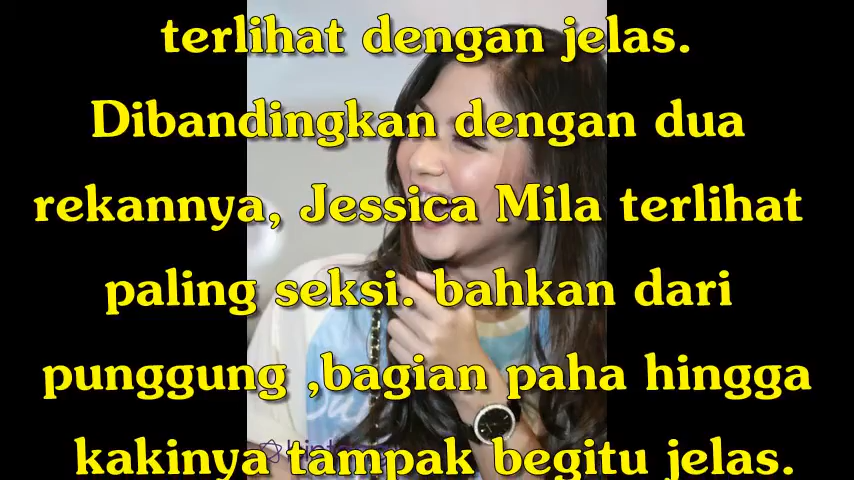 terlihat dengan jelas.
Dibandingkan dengan dua
rekannya, Jessica Mila terlihat
paling seksi. bahkan dari
punggung ,bagian paha hingga
kakinya tampak begitu jelas.